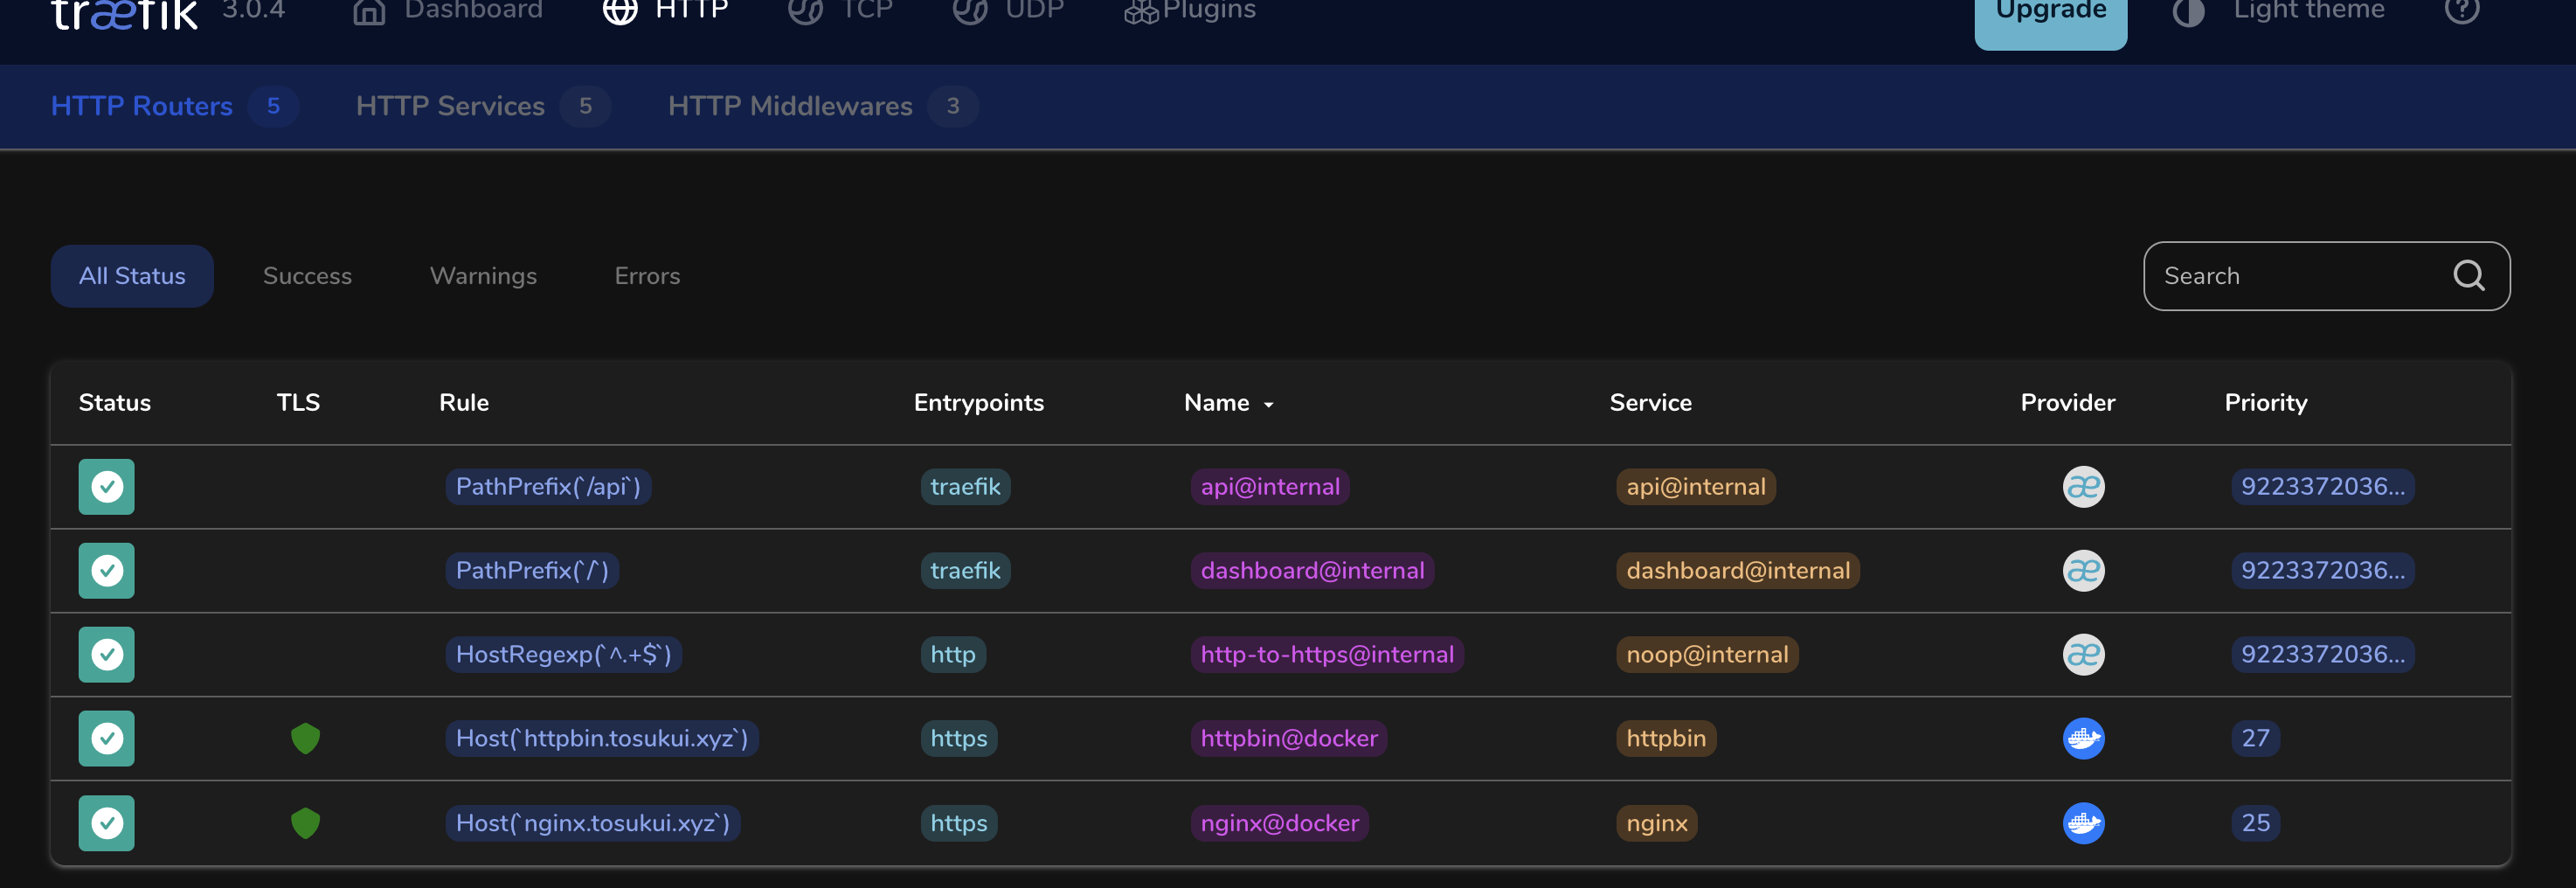 træfik 3.0.4 Dashboard HTTP TCP UDP Plugins Upgrade Light theme ?
HTTP Routers 5 HTTP Services 5 HTTP Middlewares 3
All Status Success Warnings Errors Search
Status TLS Rule Entrypoints Name Service Provider Priority
PathPrefix(`/api`) traefik api@internal api@internal æ 9223372036...
PathPrefix(`/`) traefik dashboard@internal dashboard@internal æ 9223372036...
HostRegexp(`^.+$`) http http-to-https@internal noop@internal æ 9223372036...
Host(`httpbin.tosukui.xyz`) https httpbin@docker httpbin 27
Host(`nginx.tosukui.xyz`) https nginx@docker nginx 25